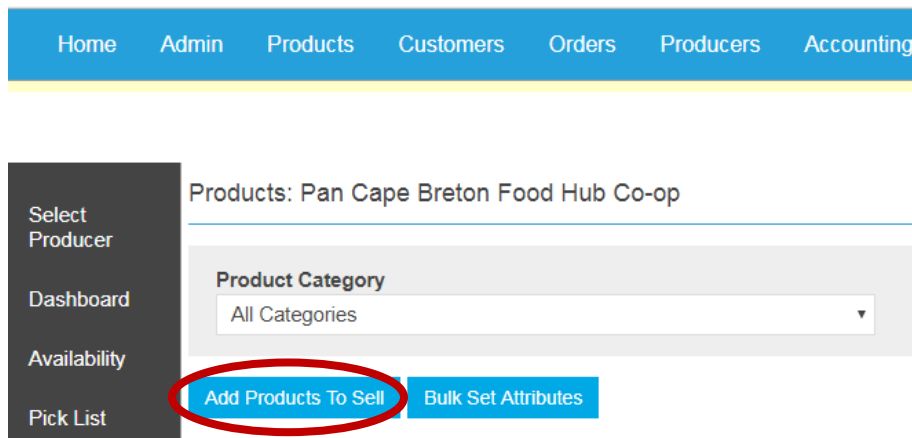 Home Admin Products Customers Orders Producers Accounting
Select
Producer
Dashboard
Availability
Pick List
Products: Pan Cape Breton Food Hub Co-op
Product Category
All Categories
Add Products To Sell Bulk Set Attributes